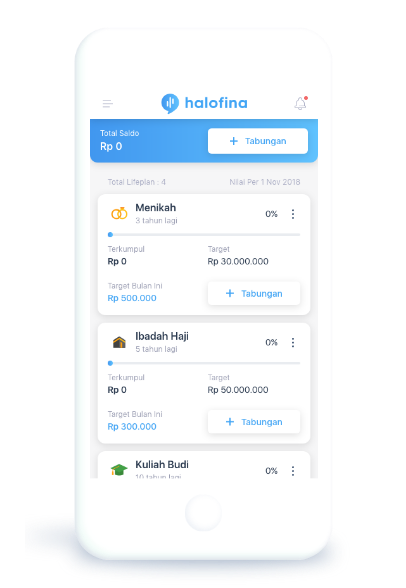 halofina
Total Saldo
Rp 0
+ Tabungan
Total Lifeplan : 4
Nilai Per 1 Nov 2018
Menikah
3 tahun lagi
0%
Terkumpul
Target
Rp 0
Rp 30.000.000
Target Bulan Ini
Rp 500.000
+ Tabungan
Ibadah Haji
5 tahun lagi
0%
Terkumpul
Target
Rp 0
Rp 50.000.000
Target Bulan Ini
Rp 300.000
+ Tabungan
Kuliah Budi
0%
10 tahun lagi